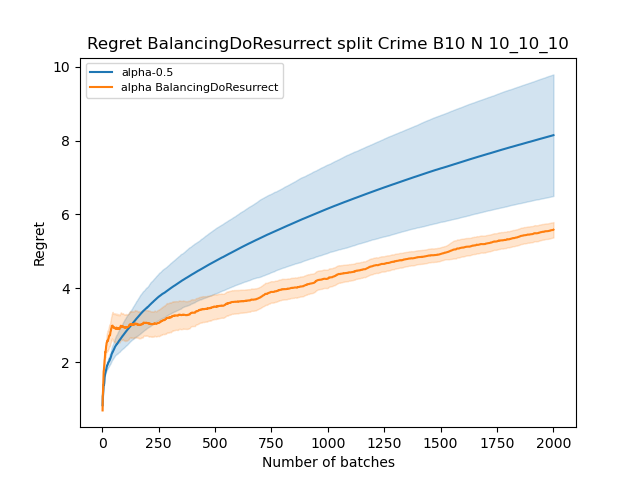 Regret BalancingDoResurrect split Crime B10 N 10_10_10
alpha-0.5
alpha BalancingDoResurrect
10
8
6
4
2
Regret
0 250 500 750 1000 1250 1500 1750 2000
Number of batches